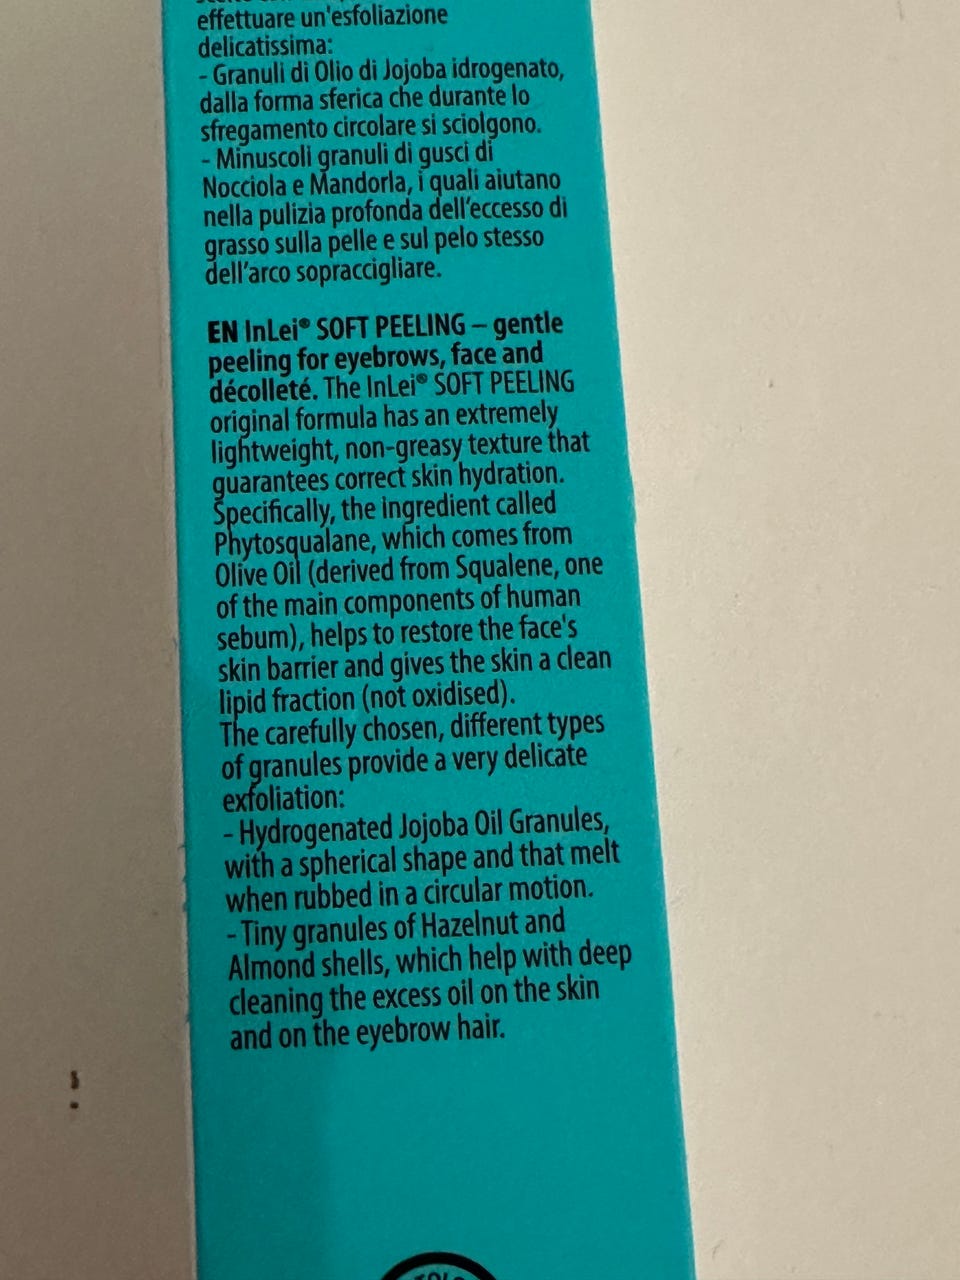 effettuare un'esfoliazione
delicatissima:
- Granuli di Olio di Jojoba idrogenato,
dalla forma sferica che durante lo
sfregamento circolare si sciolgono.
- Minuscoli granuli di gusci di
Nocciola e Mandorla, i quali aiutano
nella pulizia profonda dell'eccesso di
grasso sulla pelle e sul pelo stesso
dell'arco sopraccigliare.
EN InLei® SOFT PEELING – gentle
peeling for eyebrows, face and
décolleté. The InLei® SOFT PEELING
original formula has an extremely
lightweight, non-greasy texture that
guarantees correct skin hydration.
Specifically, the ingredient called
Phytosqualane, which comes from
Olive Oil (derived from Squalene, one
of the main components of human
sebum), helps to restore the face's
skin barrier and gives the skin a clean
lipid fraction (not oxidised).
The carefully chosen, different types
of granules provide a very delicate
exfoliation:
- Hydrogenated Jojoba Oil Granules,
with a spherical shape and that melt
when rubbed in a circular motion.
- Tiny granules of Hazelnut and
Almond shells, which help with deep
cleaning the excess oil on the skin
and on the eyebrow hair.